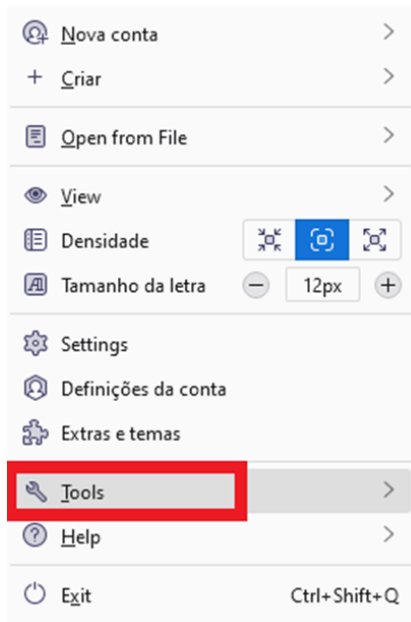 Nova conta
Criar
Open from File
View
Densidade
Tamanho da letra 12px
Settings
Definições da conta
Extras e temas
Tools
Help
Exit Ctrl+Shift+Q